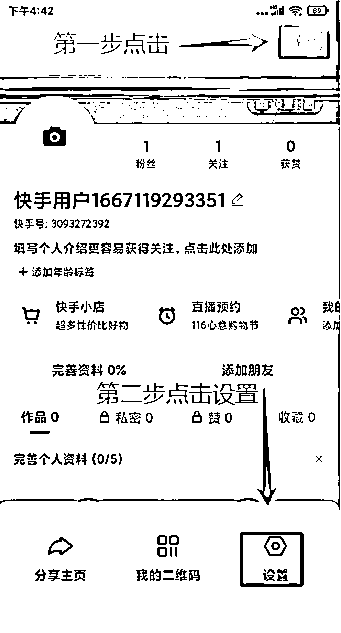 下午4:42
89
第一步点击
1
1
0
粉丝
关注
获赞
快手用户1667119293351
快手号: 3093272392
填写个人介绍更容易获得关注，点击此处添加
+ 添加年龄标签
快手小店
超多性价比好物
直播预约
116心意购物节
我的
添加
完善资料 0%
添加朋友
第二步点击设置
作品 0
私密 0
赞 0
收藏 0
完善个人资料 (0/5)
×
分享主页
我的二维码
设置